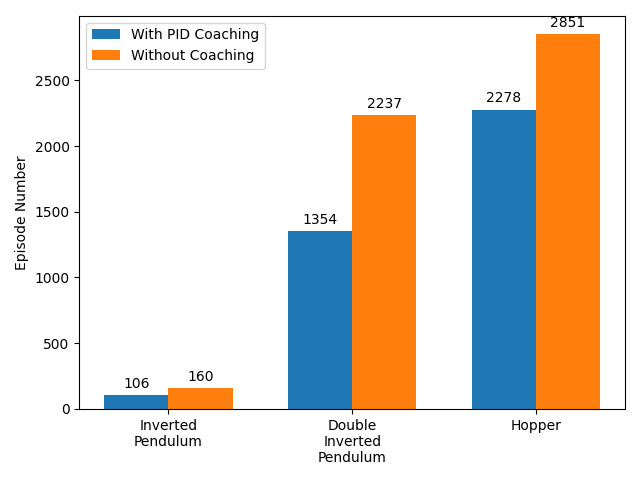 With PID Coaching
Without Coaching
Episode Number
2500
2000
1500
1000
500
0
106
160
1354
2237
2278
2851
Inverted
Pendulum
Double
Inverted
Pendulum
Hopper